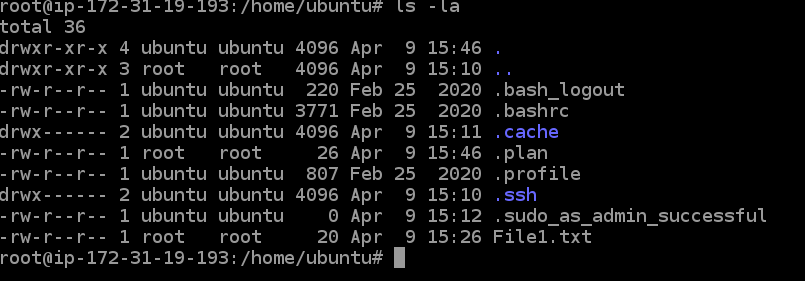 root@ip-172-31-19-193:/home/ubuntu# ls -la
total 36
drwxr-xr-x 4 ubuntu ubuntu 4096 Apr  9 15:46 .
drwxr-xr-x 3 root   root   4096 Apr  9 15:10 ..
-rw-r--r-- 1 ubuntu ubuntu  220 Feb 25  2020 .bash_logout
-rw-r--r-- 1 ubuntu ubuntu 3771 Feb 25  2020 .bashrc
drwx------ 2 ubuntu ubuntu 4096 Apr  9 15:11 .cache
-rw-r--r-- 1 root   root     26 Apr  9 15:46 .plan
-rw-r--r-- 1 ubuntu ubuntu  807 Feb 25  2020 .profile
drwx------ 2 ubuntu ubuntu 4096 Apr  9 15:10 .ssh
-rw-r--r-- 1 ubuntu ubuntu    0 Apr  9 15:12 .sudo_as_admin_successful
-rw-r--r-- 1 root   root     20 Apr  9 15:26 File1.txt
root@ip-172-31-19-193:/home/ubuntu#